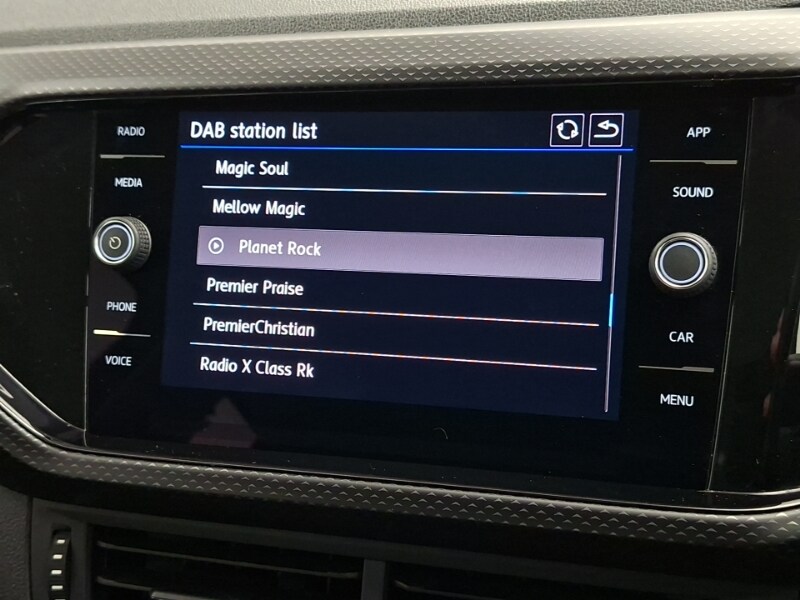 DAB station list
Magic Soul
Mellow Magic
Planet Rock
Premier Praise
PremierChristian
Radio X Class Rk
RADIO
MEDIA
PHONE
VOICE
APP
SOUND
CAR
MENU